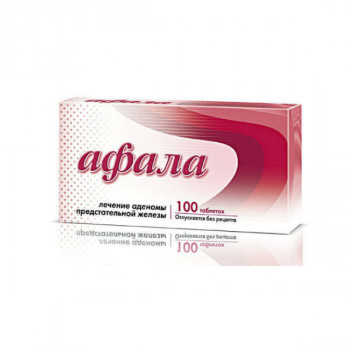 афала
лечение аденомы
предстательной железы
100 таблеток
Отпускается без рецепта